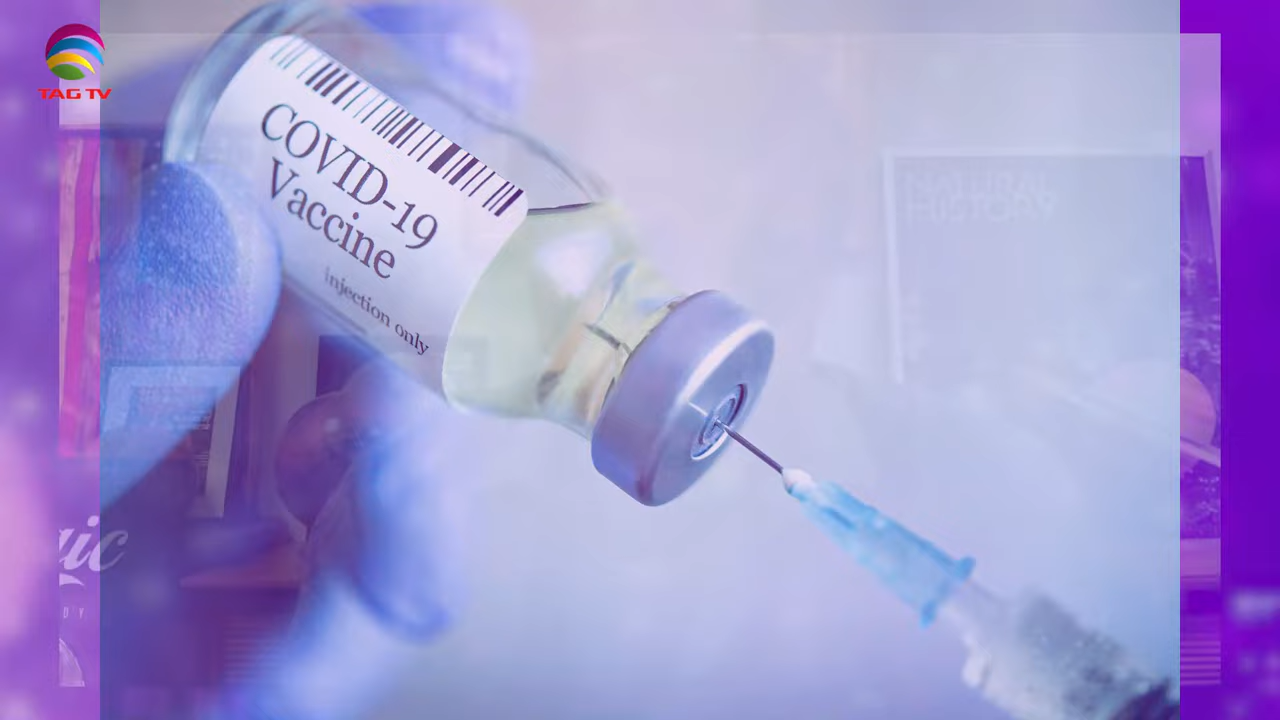 TAG TV
COVID-19
Vaccine
injection only
NATURAL
HISTORY